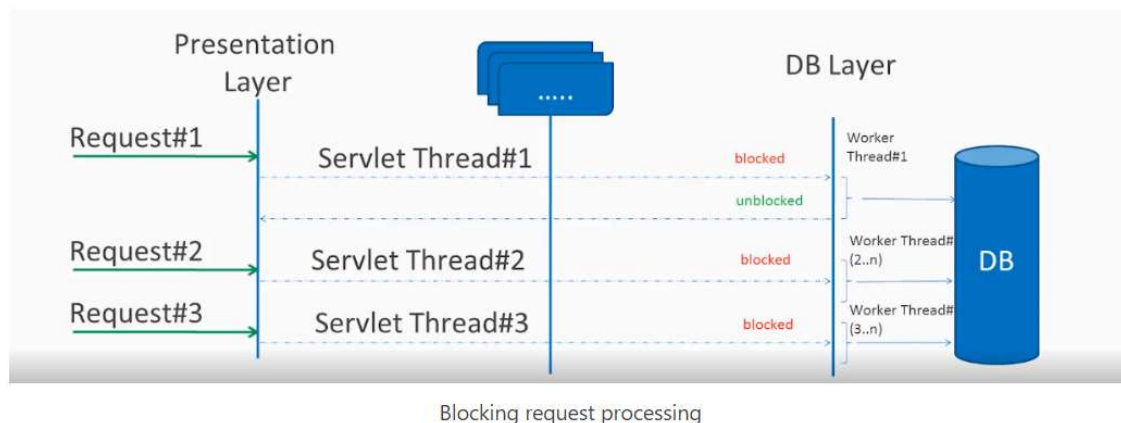 Presentation
Layer
.....
DB Layer
Request#1
Servlet Thread#1
blocked
Worker
Thread#1
unblocked
Request#2
Servlet Thread#2
blocked
Worker Thread#
(2..n)
DB
Request#3
Servlet Thread#3
blocked
Worker Thread#
(3..n)
Blocking request processing